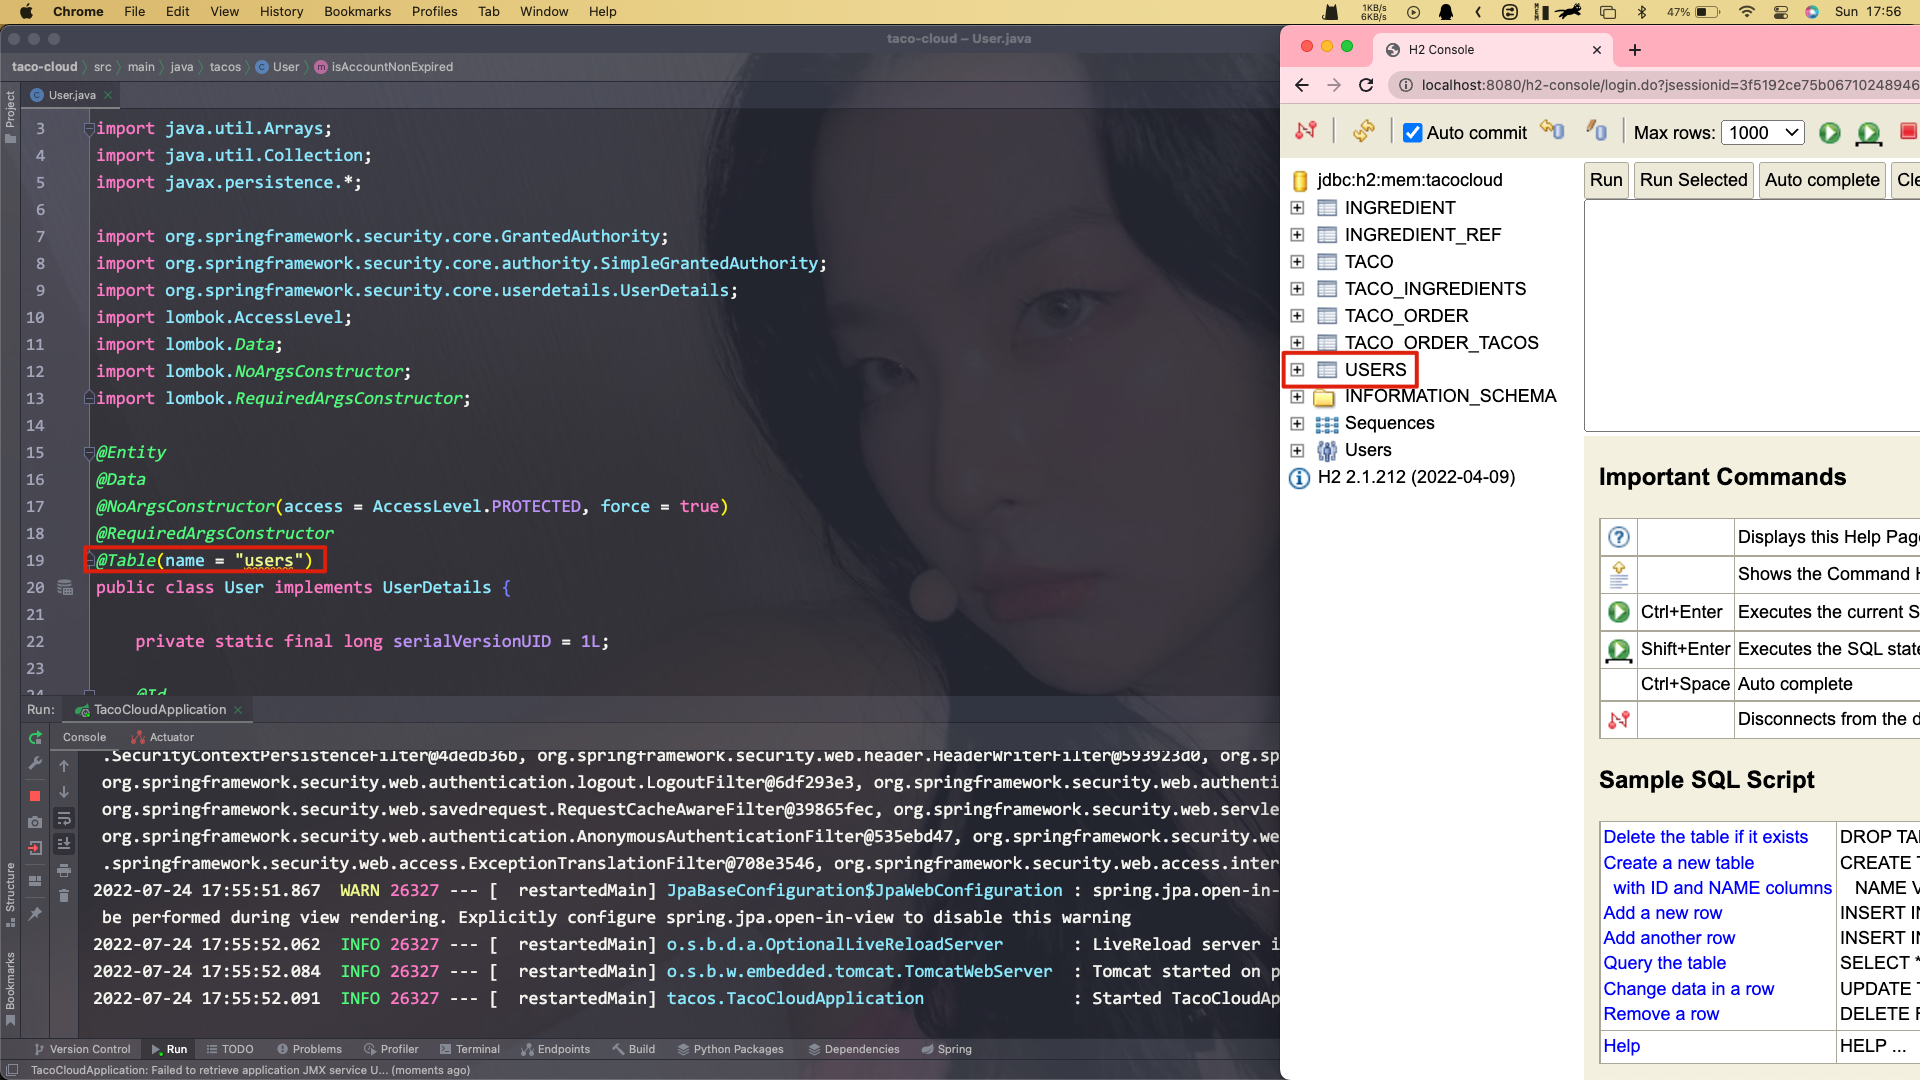 Chrome File Edit View History Bookmarks Profiles Tab Window Help
1KB/s
6KB/s
47%
Sun 17:56
taco-cloud – User.java
taco-cloud src main java tacos User isAccountNonExpired
Project
User.java
3 import java.util.Arrays;
4 import java.util.Collection;
5 import javax.persistence.*;
6
7 import org.springframework.security.core.GrantedAuthority;
8 import org.springframework.security.core.authority.SimpleGrantedAuthority;
9 import org.springframework.security.core.userdetails.UserDetails;
10 import lombok.AccessLevel;
11 import lombok.Data;
12 import lombok.NoArgsConstructor;
13 import lombok.RequiredArgsConstructor;
14
15 @Entity
16 @Data
17 @NoArgsConstructor(access = AccessLevel.PROTECTED, force = true)
18 @RequiredArgsConstructor
19 @Table(name = "users")
20 public class User implements UserDetails {
21
22 private static final long serialVersionUID = 1L;
23
24 @Id
Run: TacoCloudApplication
Console Actuator
.SecurityContextPersistenceFilter@4dedb36b, org.springframework.security.web.header.HeaderWriterFilter@593923d0, org.sp
org.springframework.security.web.authentication.logout.LogoutFilter@6df293e3, org.springframework.security.web.authenti
org.springframework.security.web.savedrequest.RequestCacheAwareFilter@39865fec, org.springframework.security.web.servle
org.springframework.security.web.authentication.AnonymousAuthenticationFilter@535ebd47, org.springframework.security.we
.springframework.security.web.access.ExceptionTranslationFilter@708e3546, org.springframework.security.web.access.inter
2022-07-24 17:55:51.867 WARN 26327 --- [ restartedMain] JpaBaseConfiguration$JpaWebConfiguration : spring.jpa.open-in-
be performed during view rendering. Explicitly configure spring.jpa.open-in-view to disable this warning
2022-07-24 17:55:52.062 INFO 26327 --- [ restartedMain] o.s.b.d.a.OptionalLiveReloadServer : LiveReload server i
2022-07-24 17:55:52.084 INFO 26327 --- [ restartedMain] o.s.b.w.embedded.tomcat.TomcatWebServer : Tomcat started on p
2022-07-24 17:55:52.091 INFO 26327 --- [ restartedMain] tacos.TacoCloudApplication : Started TacoCloudAp
Structure
Bookmarks
Version Control Run TODO Problems Profiler Terminal Endpoints Build Python Packages Dependencies Spring
TacoCloudApplication: Failed to retrieve application JMX service U... (moments ago)
H2 Console
localhost:8080/h2-console/login.do?jsessionid=3f5192ce75b06710248946
Auto commit Max rows: 1000
jdbc:h2:mem:tacocloud
INGREDIENT
INGREDIENT_REF
TACO
TACO_INGREDIENTS
TACO_ORDER
TACO_ORDER_TACOS
USERS
INFORMATION_SCHEMA
Sequences
Users
H2 2.1.212 (2022-04-09)
Run Run Selected Auto complete Cle
Important Commands
Displays this Help Pag
Shows the Command H
Ctrl+Enter Executes the current S
Shift+Enter Executes the SQL state
Ctrl+Space Auto complete
Disconnects from the d
Sample SQL Script
Delete the table if it exists DROP TA
Create a new table CREATE T
with ID and NAME columns NAME V
Add a new row INSERT IN
Add another row INSERT IN
Query the table SELECT *
Change data in a row UPDATE T
Remove a row DELETE F
Help HELP ...